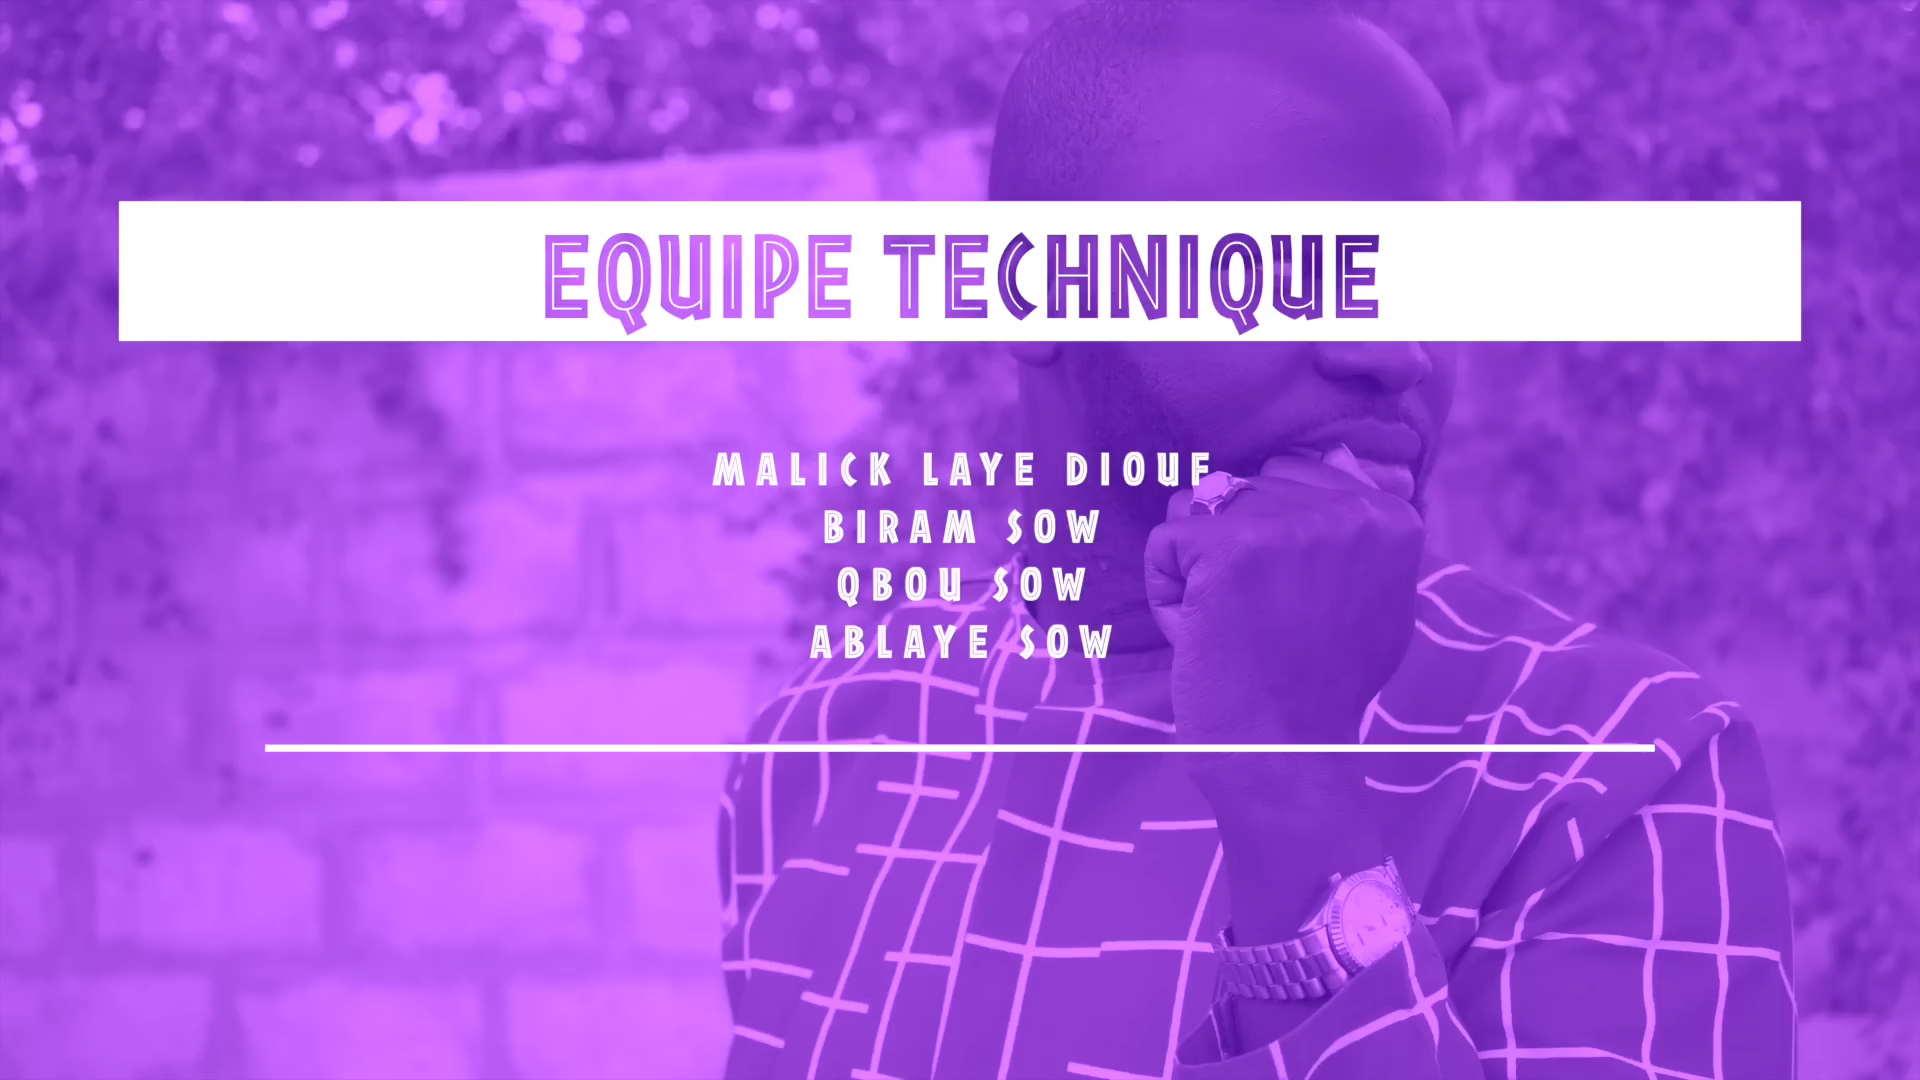 EQUIPE TECHNIQUE
MALICK LAYE DIOUF
BIRAM SOW
QBOU SOW
ABLAYE SOW